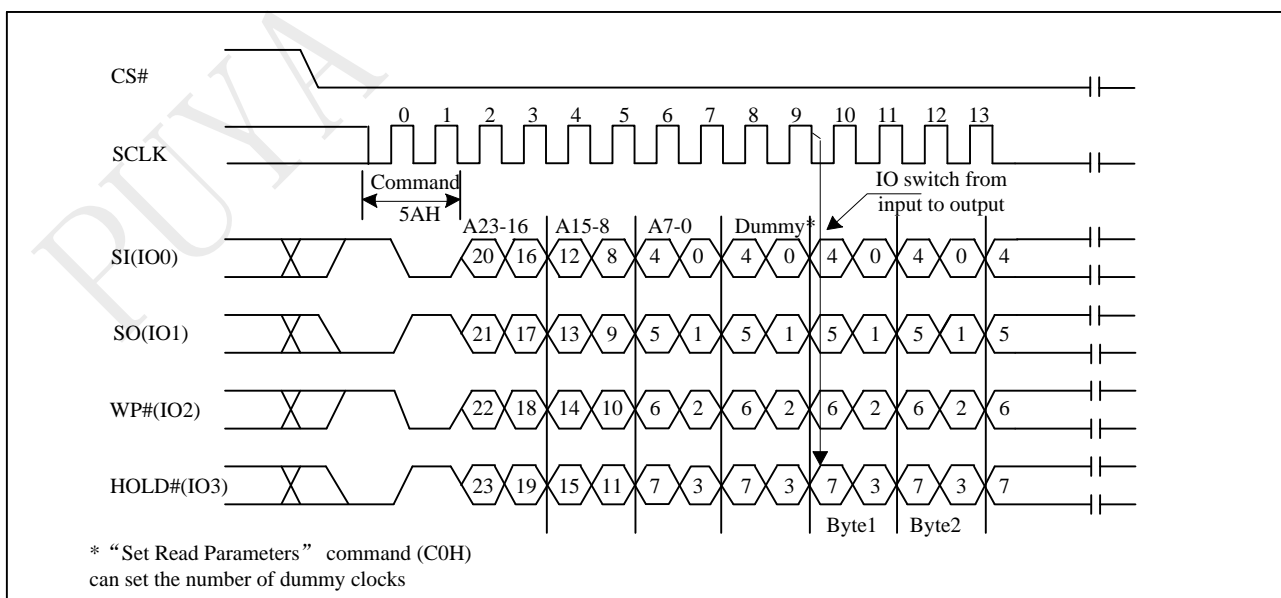 PUYA
CS#
0 1 2 3 4 5 6 7 8 9 10 11 12 13
SCLK
Command
5AH
IO switch from
input to output
A23-16 A15-8 A7-0 Dummy*
SI(IO0) 20 16 12 8 4 0 4 0 4 0 4 0 4
SO(IO1) 21 17 13 9 5 1 5 1 5 1 5 1 5
WP#(IO2) 22 18 14 10 6 2 6 2 6 2 6 2 6
HOLD#(IO3) 23 19 15 11 7 3 7 3 7 3 7 3 7
Byte1 Byte2
* “Set Read Parameters” command (C0H)
can set the number of dummy clocks